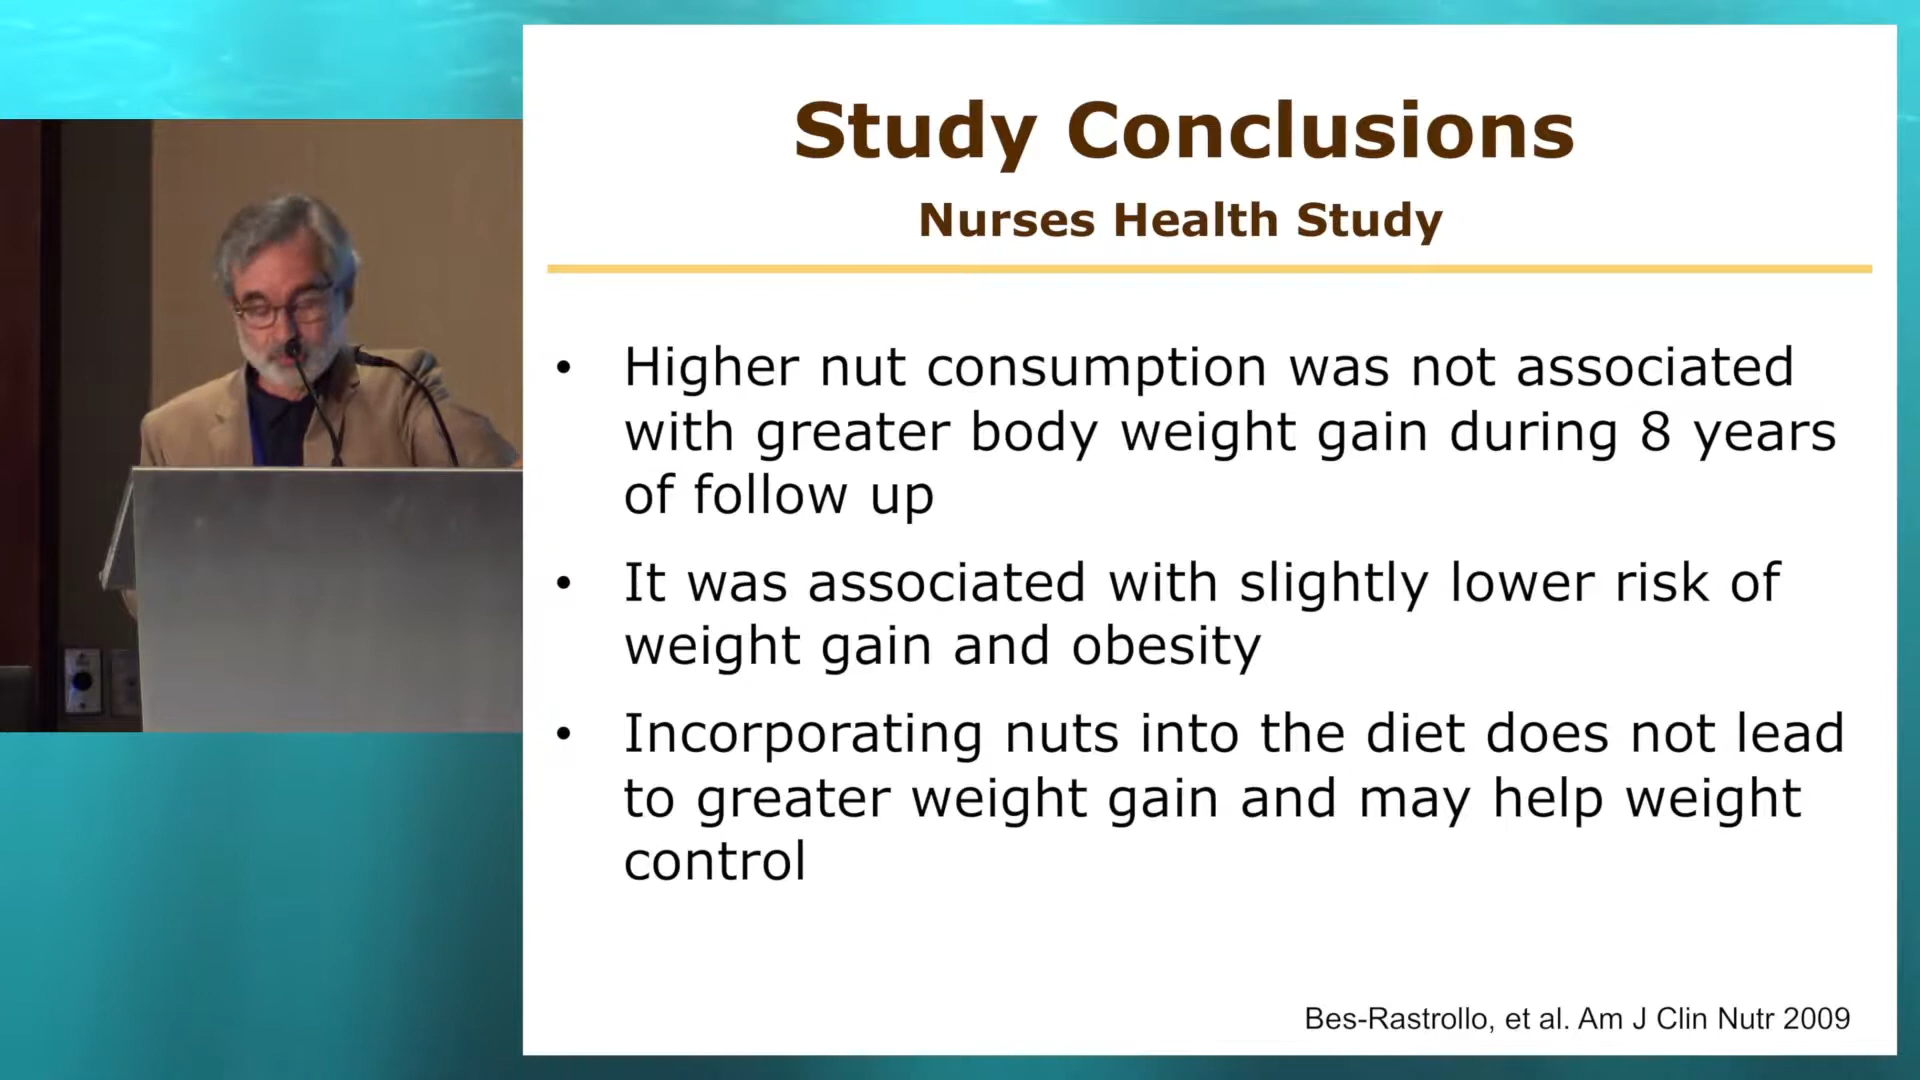 Study Conclusions
Nurses Health Study
• Higher nut consumption was not associated
with greater body weight gain during 8 years
of follow up
• It was associated with slightly lower risk of
weight gain and obesity
• Incorporating nuts into the diet does not lead
to greater weight gain and may help weight
control
Bes-Rastrollo, et al. Am J Clin Nutr 2009